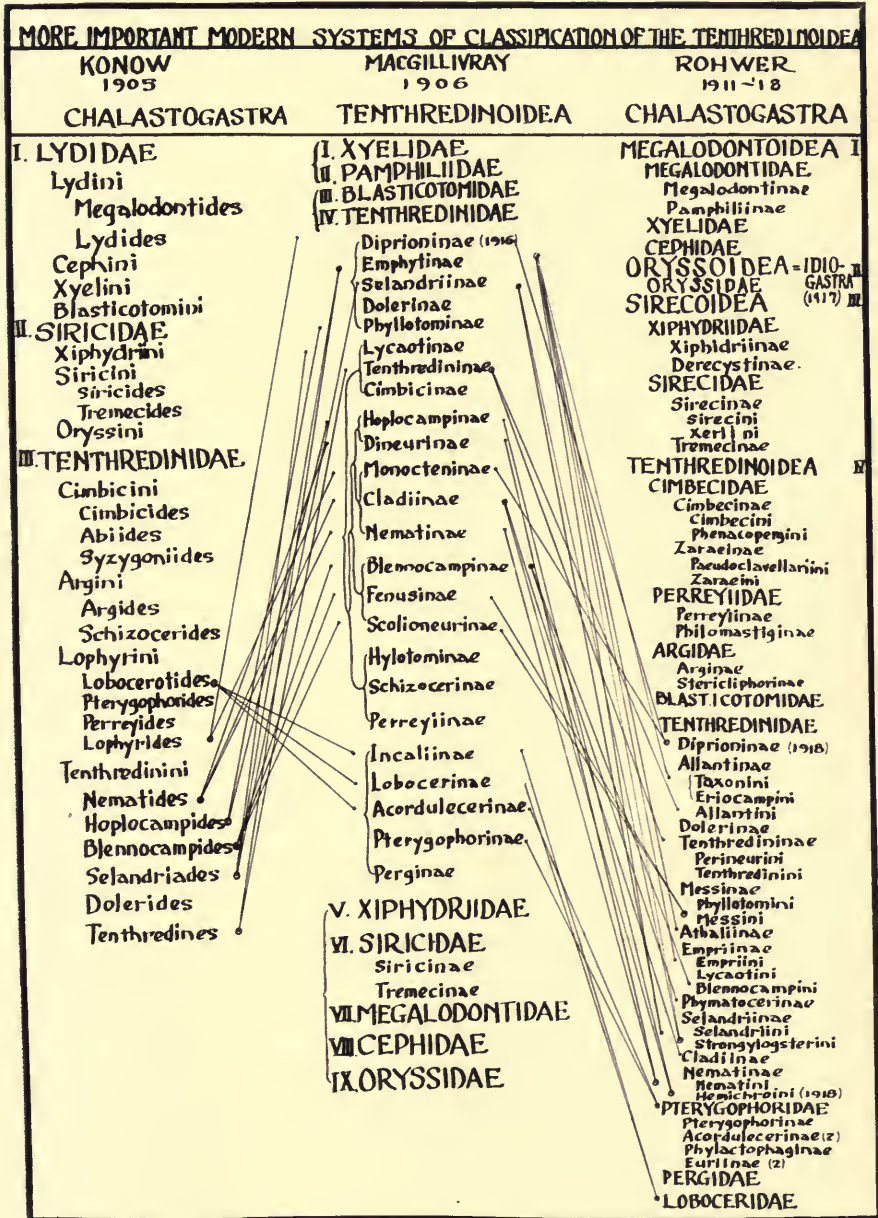 MORE IMPORTANT MODERN SYSTEMS OF CLASSIFICATION OF THE TENTHREDINOIDEA
KONOW
1905
CHALASTOGASTRA
I. LYDIDAE
Lydini
Megalodontides
Lydides
Cephini
Xyelini
Blasticotomini
II. SIRICIDAE
Xiphydriini
Siricini
Siricides
Tremecides
Oryssini
III. TENTHREDINIDAE
Cimbicini
Cimbicides
Abiides
Syzygoniides
Argini
Argides
Schizocerides
Lophyrini
Lobocerotides
Pterygophorides
Perreyides
Lophyrides
Tenthredinini
Nematides
Hoplocampides
Blennocampides
Selandriades
Dolerides
Tenthredines
MACGILLIVRAY
1906
TENTHREDINOIDEA
I. XYELIDAE
II. PAMPHILIIDAE
III. BLASTICOTOMIDAE
IV. TENTHREDINIDAE
Diprioninae (1916)
Emphytinae
Selandriinae
Dolerinae
Phyllotominae
Lycaotinae
Tenthredininae
Cimbicinae
Hoplocampinae
Dineurinae
Monocteninae
Cladiinae
Nematinae
Blennocampinae
Fenusinae
Scolioneurinae
Hylotominae
Schizocerinae
Perreyiinae
Incaliinae
Lobocerinae
Acordulecerinae
Pterygophorinae
Perginae
V. XIPHYDRIIDAE
VI. SIRICIDAE
Siricinae
Tremecinae
VII. MEGALODONTIDAE
VIII. CEPHIDAE
IX. ORYSSIDAE
ROHWER
1911-'18
CHALASTOGASTRA
MEGALODONTOIDEA I
MEGALODONTIDAE
Megalodontinae
Pamphiliinae
XYELIDAE
CEPHIDAE
ORYSSOIDEA = IDIO- II
ORYSSIDAE GASTRA
SIRECOIDEA (1917) III
XIPHYDRIIDAE
Xiphidriinae
Derecystinae.
SIRECIDAE
Sirecinae
Sirecini
Xeriini
Tremecinae
TENTHREDINOIDEA IV
CIMBECIDAE
Cimbecinae
Cimbecini
Phenacopergini
Zaraeinae
Pseudoclavellariini
Zaraeini
PERREYIIDAE
Perreyiinae
Philomastiginae
ARGIDAE
Arginae
Stericliphorinae
BLASTICOTOMIDAE
TENTHREDINIDAE
Diprioninae (1918)
Allantinae
Taxonini
Eriocampini
Allantini
Dolerinae
Tenthredininae
Perineurini
Tenthredinini
Messinae
Phyllotomini
Messini
Athaliinae
Empriinae
Empriini
Lycaotini
Blennocampini
Phymatocerinae
Selandriinae
Selandriini
Strongylogsterini
Cladiinae
Nematinae
Nematini
Hemichroini (1918)
PTERYGOPHORIDAE
Pterygophorinae
Acordulecerinae (2)
Phylactophaginae
Euriinae (2)
PERGIDAE
LOBOCERIDAE